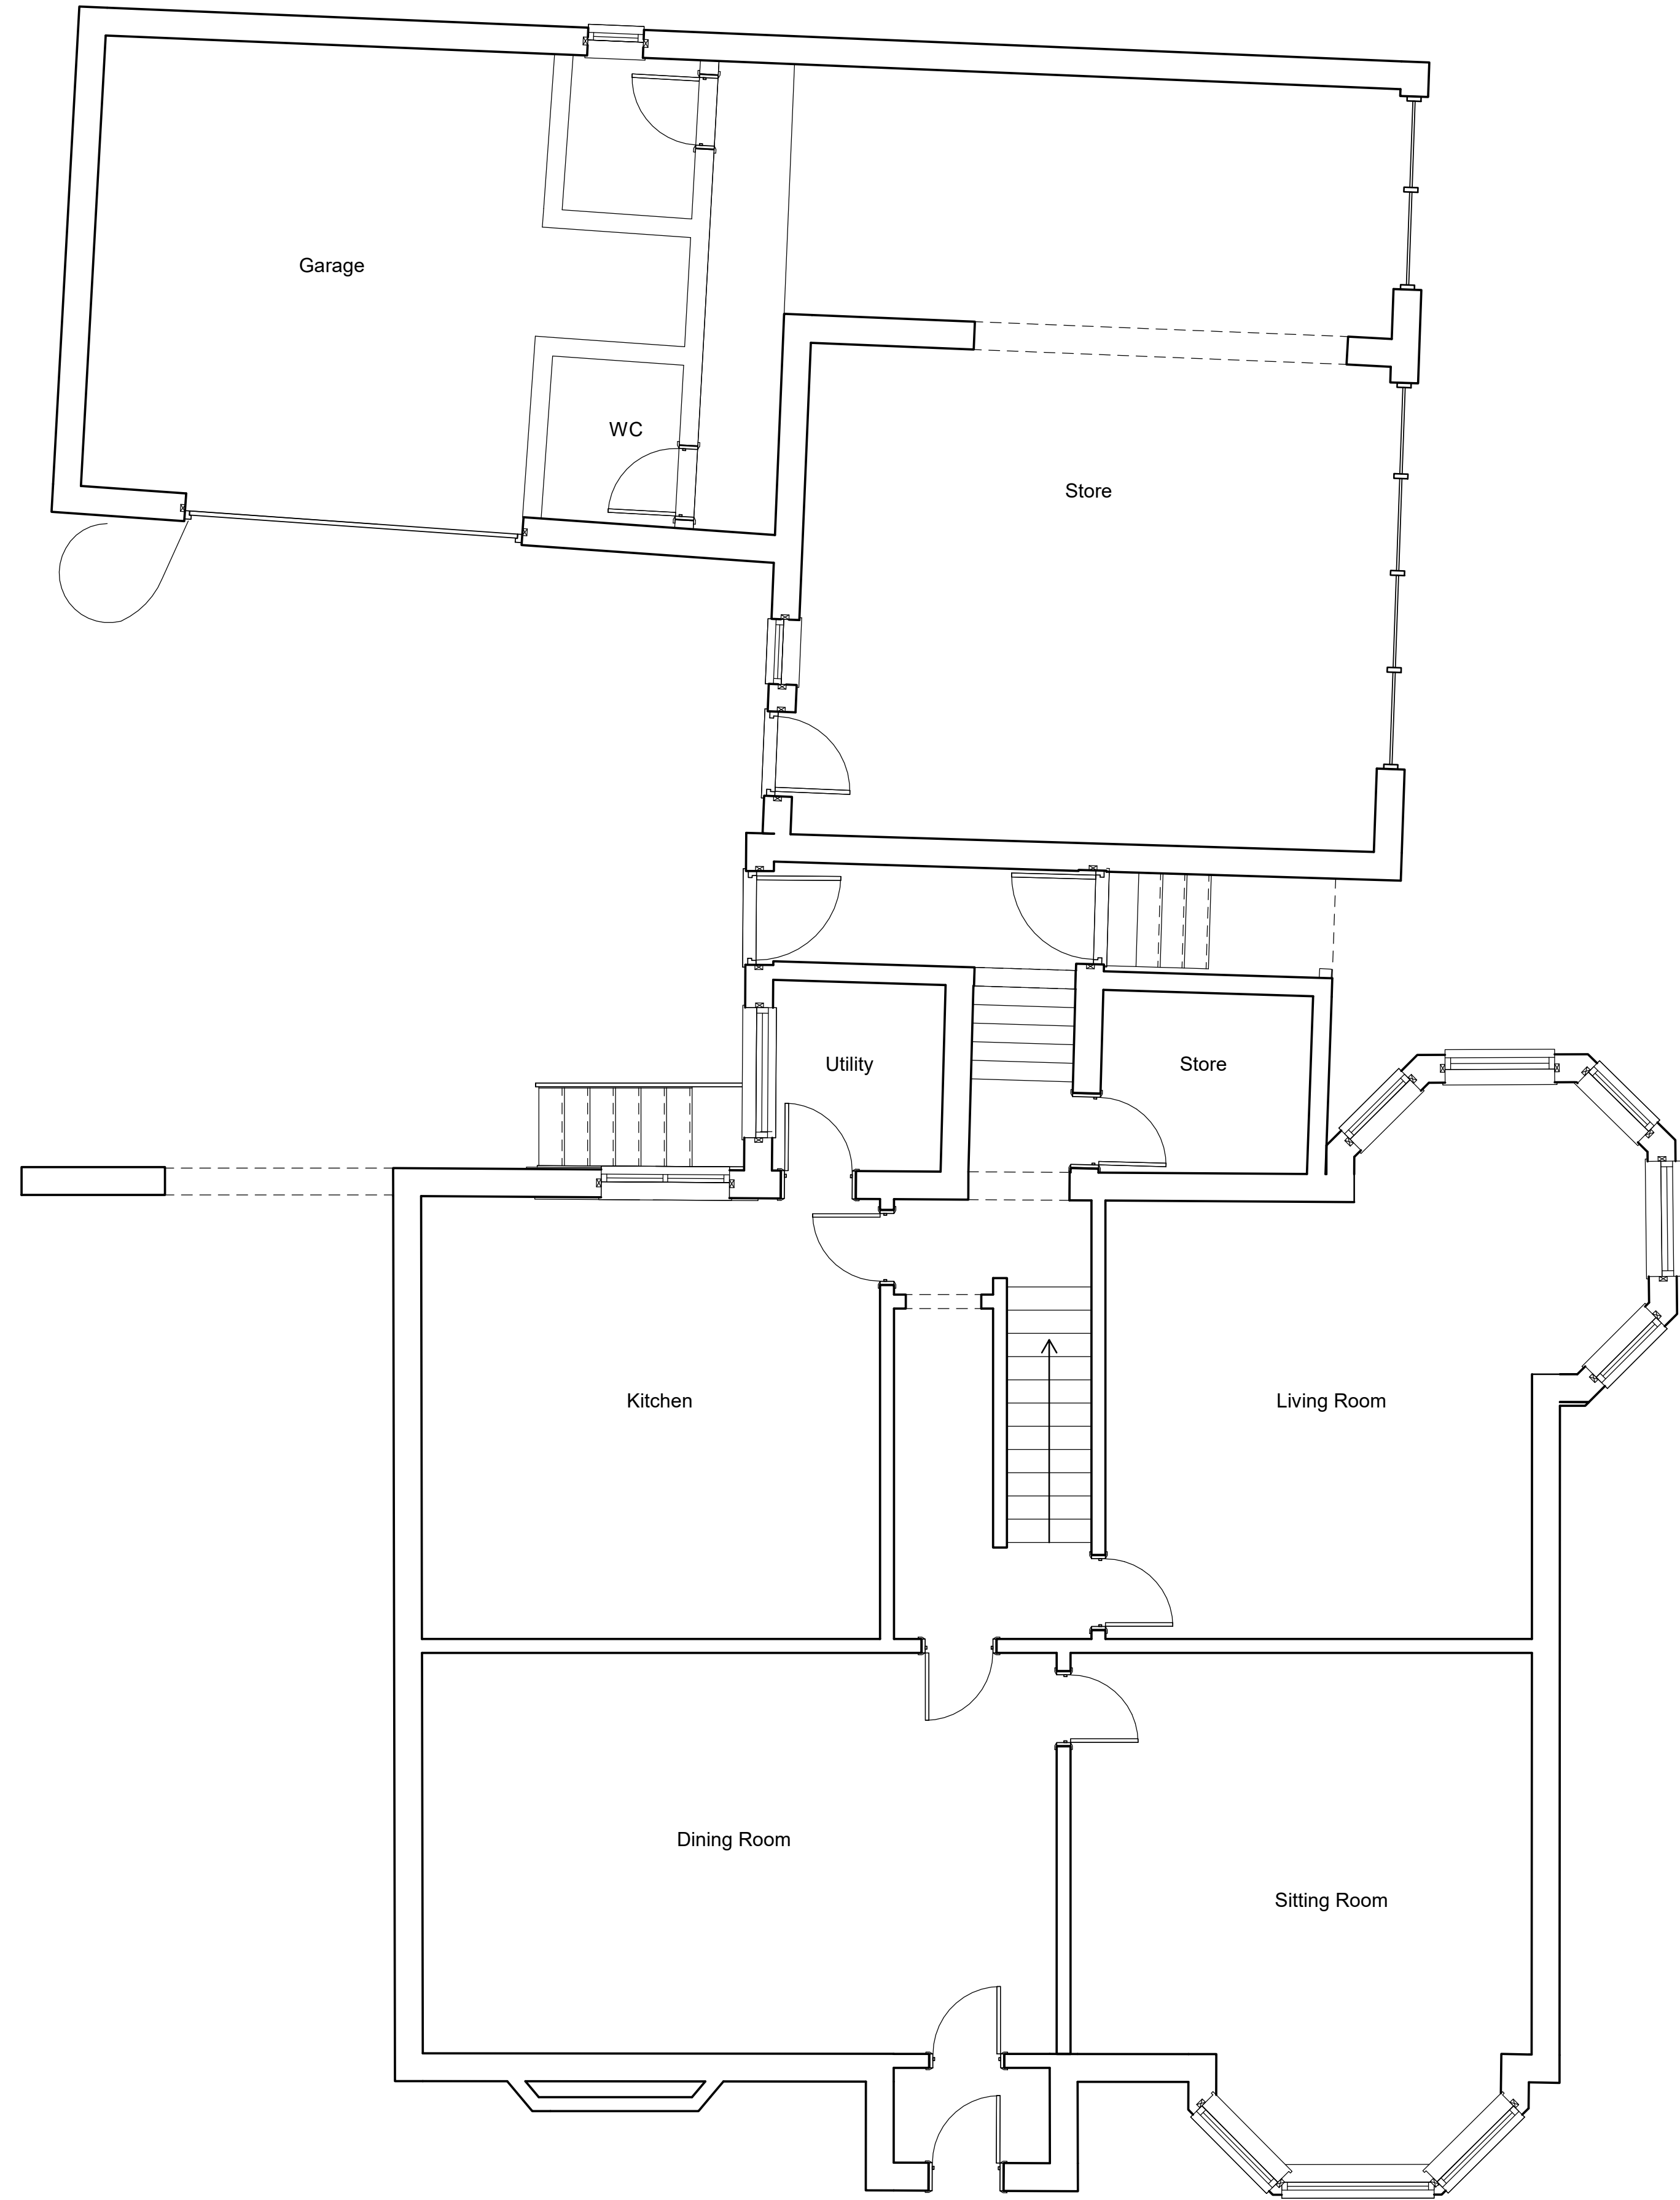 Garage
WC
Store
Utility
Store
Kitchen
Living Room
Dining Room
Sitting Room